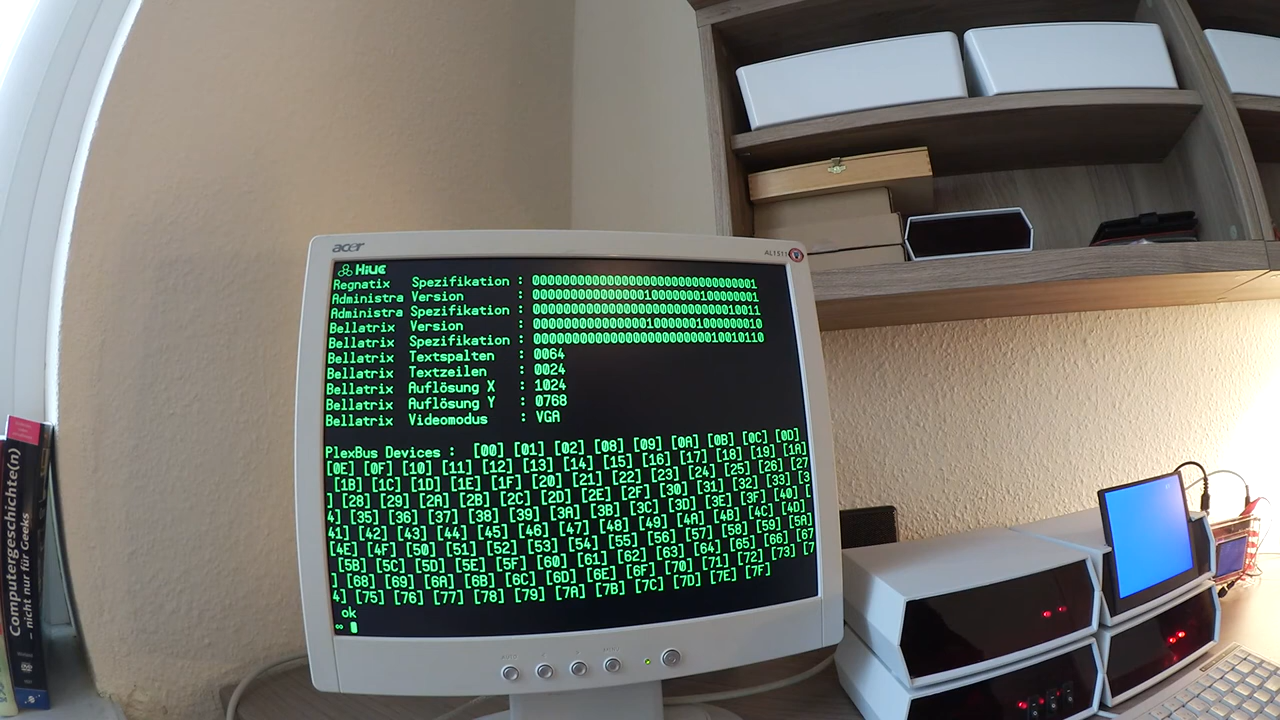 acer
AL1511
Hive
Regnatix Spezifikation : 00000000000000000000000000000001
Administra Version : 00000000000000010000000100000001
Administra Spezifikation : 00000000000000000000000000010011
Bellatrix Version : 00000000000000010000001000000010
Bellatrix Spezifikation : 00000000000000000000000010010110
Bellatrix Textspalten : 0064
Bellatrix Textzeilen : 0024
Bellatrix Auflösung X : 1024
Bellatrix Auflösung Y : 0768
Bellatrix Videomodus : VGA
PlexBus Devices : [00] [01] [02] [08] [09] [0A] [0B] [0C] [0D]
[0E] [0F] [10] [11] [12] [13] [14] [15] [16] [17] [18] [19] [1A]
[1B] [1C] [1D] [1E] [1F] [20] [21] [22] [23] [24] [25] [26] [27
] [28] [29] [2A] [2B] [2C] [2D] [2E] [2F] [30] [31] [32] [33] [3
4] [35] [36] [37] [38] [39] [3A] [3B] [3C] [3D] [3E] [3F] [40] [
41] [42] [43] [44] [45] [46] [47] [48] [49] [4A] [4B] [4C] [4D]
[4E] [4F] [50] [51] [52] [53] [54] [55] [56] [57] [58] [59] [5A]
[5B] [5C] [5D] [5E] [5F] [60] [61] [62] [63] [64] [65] [66] [67
] [68] [69] [6A] [6B] [6C] [6D] [6E] [6F] [70] [71] [72] [73] [7
4] [75] [76] [77] [78] [79] [7A] [7B] [7C] [7D] [7E] [7F]
ok
∞
Computergeschichte(n)
– nicht nur für Geeks